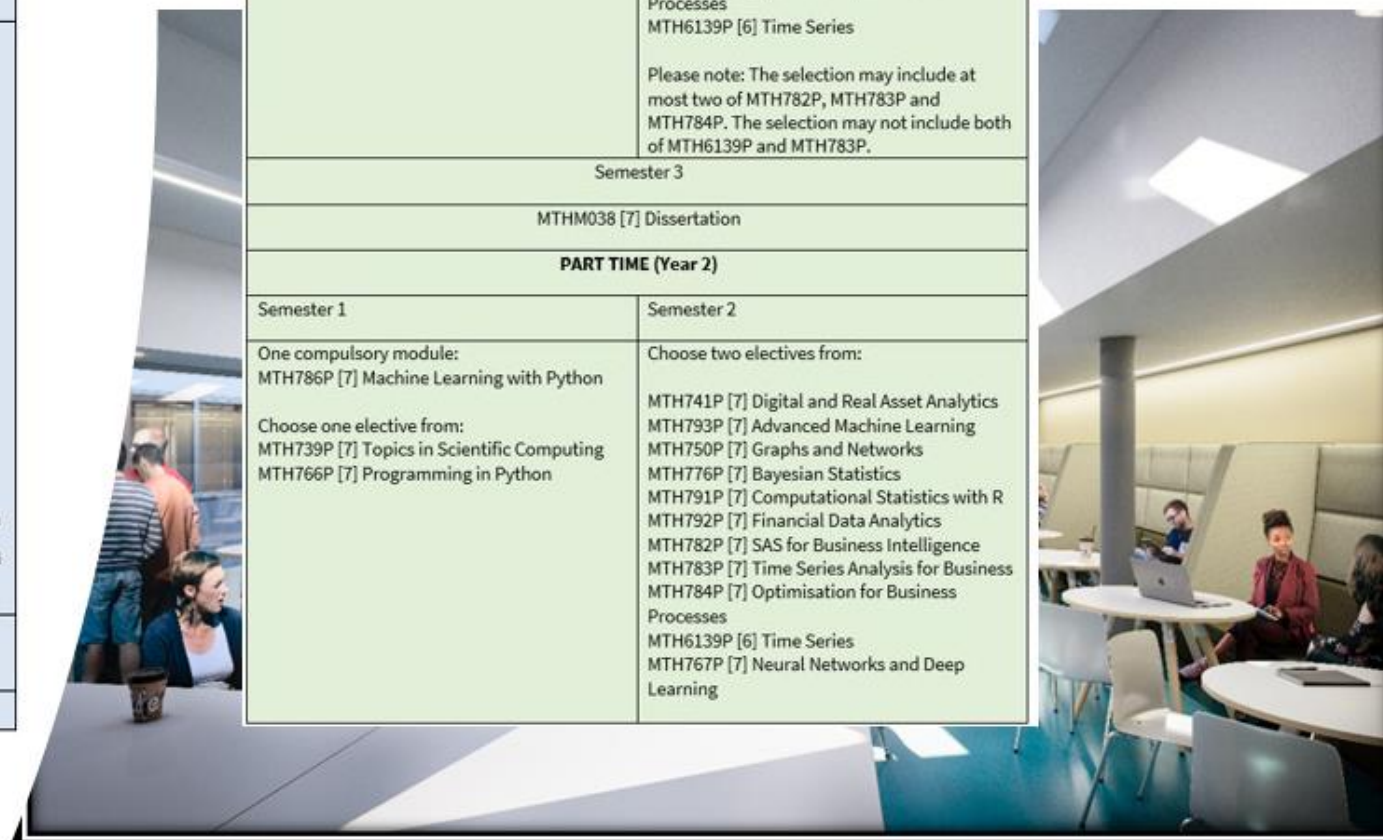 Processes
MTH6139P [6] Time Series
Please note: The selection may include at
most two of MTH782P, MTH783P and
MTH784P. The selection may not include both
of MTH6139P and MTH783P.
Semester 3
MTHM038 [7] Dissertation
PART TIME (Year 2)
Semester 1
One compulsory module:
MTH786P [7] Machine Learning with Python
Choose one elective from:
MTH739P [7] Topics in Scientific Computing
MTH766P [7] Programming in Python
Semester 2
Choose two electives from:
MTH741P [7] Digital and Real Asset Analytics
MTH793P [7] Advanced Machine Learning
MTH750P [7] Graphs and Networks
MTH776P [7] Bayesian Statistics
MTH791P [7] Computational Statistics with R
MTH792P [7] Financial Data Analytics
MTH782P [7] SAS for Business Intelligence
MTH783P [7] Time Series Analysis for Business
MTH784P [7] Optimisation for Business
Processes
MTH6139P [6] Time Series
MTH767P [7] Neural Networks and Deep
Learning